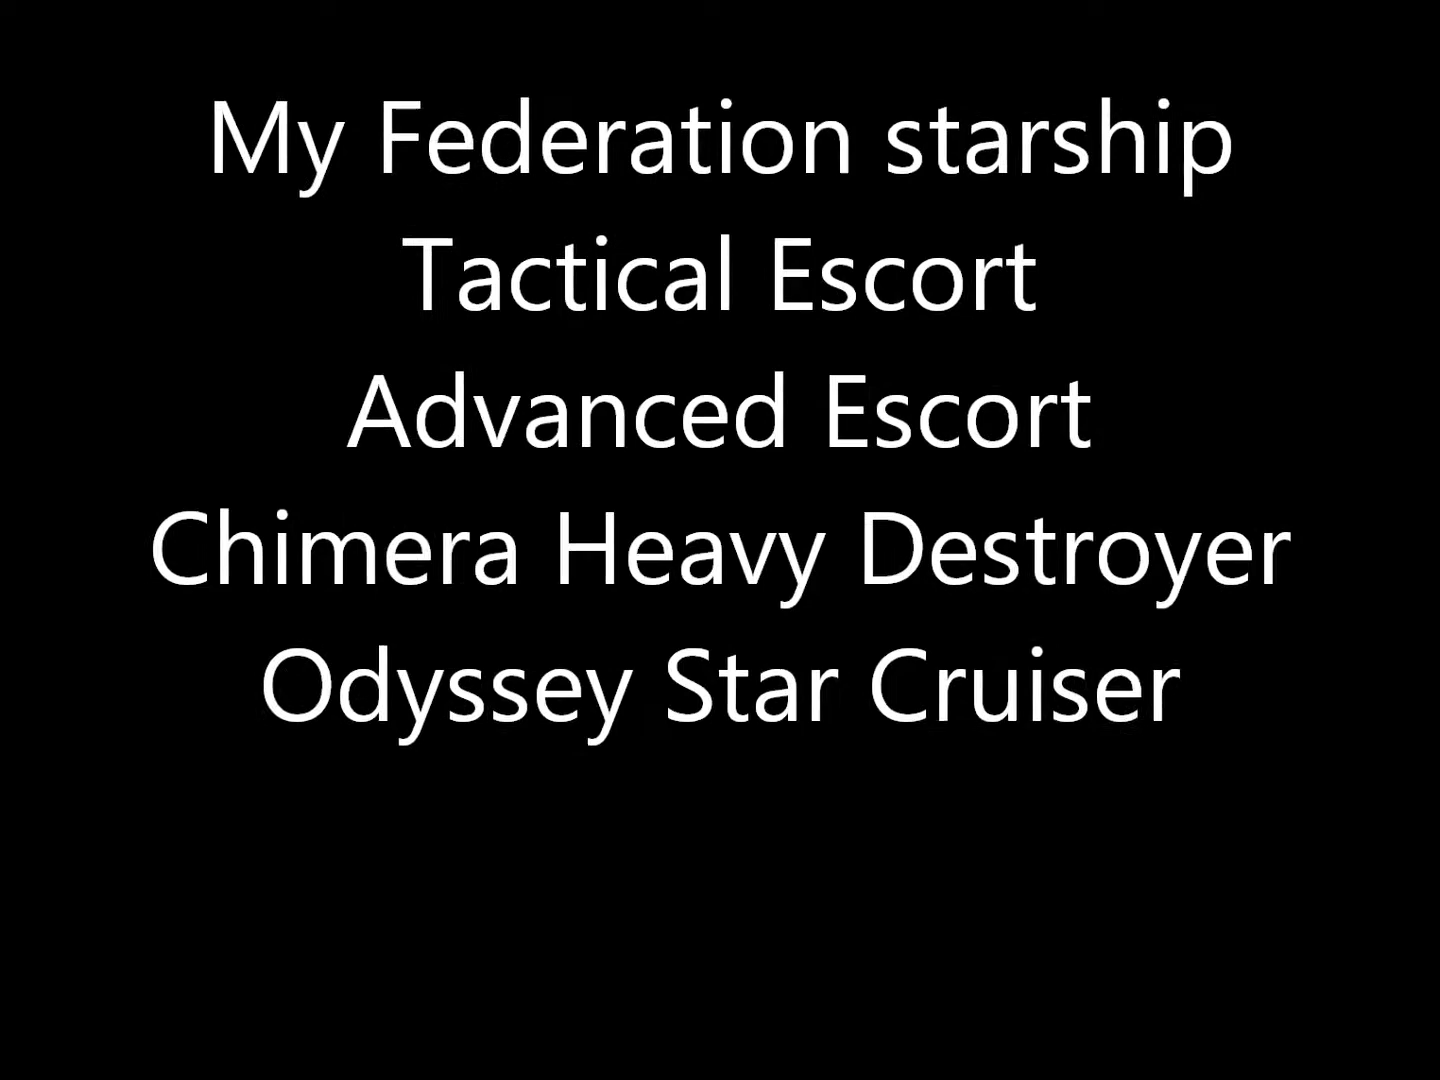 My Federation starship
Tactical Escort
Advanced Escort
Chimera Heavy Destroyer
Odyssey Star Cruiser